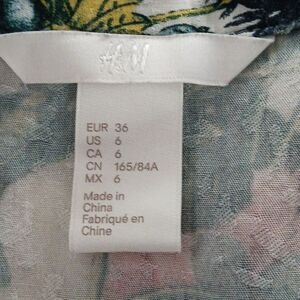 H&M
EUR 36
US 6
CA 6
CN 165/84A
MX 6
Made in
China
Fabriqué en
Chine